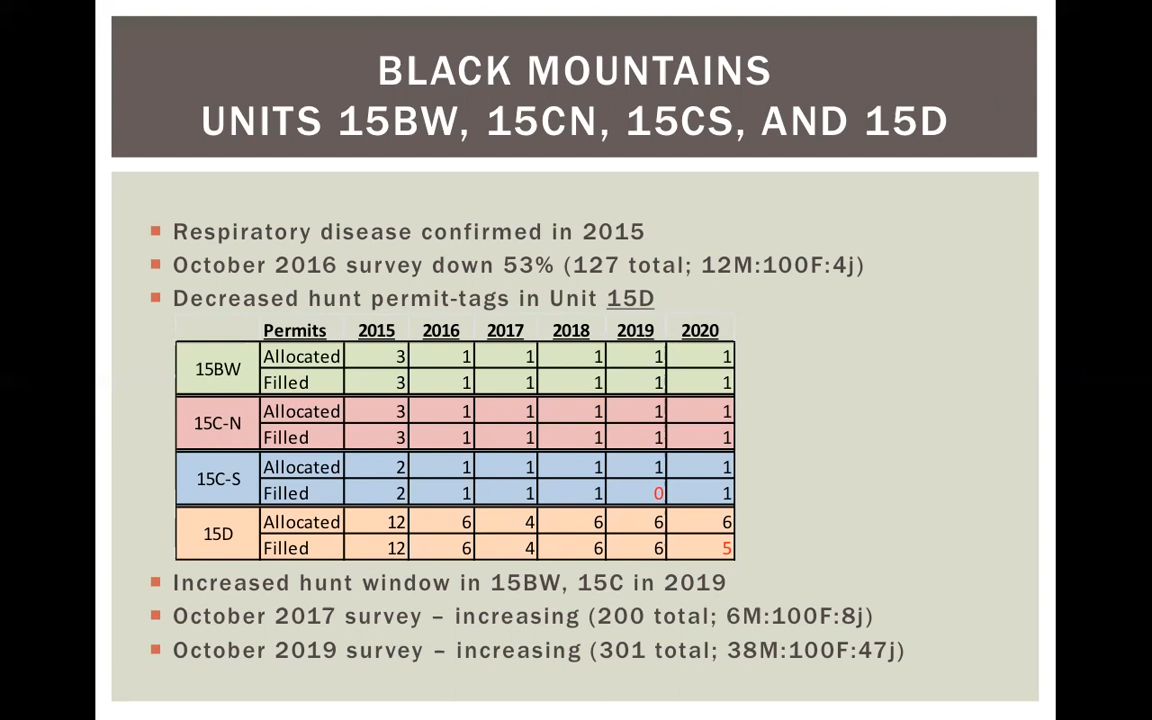 BLACK MOUNTAINS
UNITS 15BW, 15CN, 15CS, AND 15D
Respiratory disease confirmed in 2015
October 2016 survey down 53% (127 total; 12M:100F:4j)
Decreased hunt permit-tags in Unit 15D
Permits 2015 2016 2017 2018 2019 2020
15BW Allocated 3 1 1 1 1 1
Filled 3 1 1 1 1 1
15C-N Allocated 3 1 1 1 1 1
Filled 3 1 1 1 1 1
15C-S Allocated 2 1 1 1 1 1
Filled 2 1 1 1 0 1
15D Allocated 12 6 4 6 6 6
Filled 12 6 4 6 6 5
Increased hunt window in 15BW, 15C in 2019
October 2017 survey – increasing (200 total; 6M:100F:8j)
October 2019 survey – increasing (301 total; 38M:100F:47j)